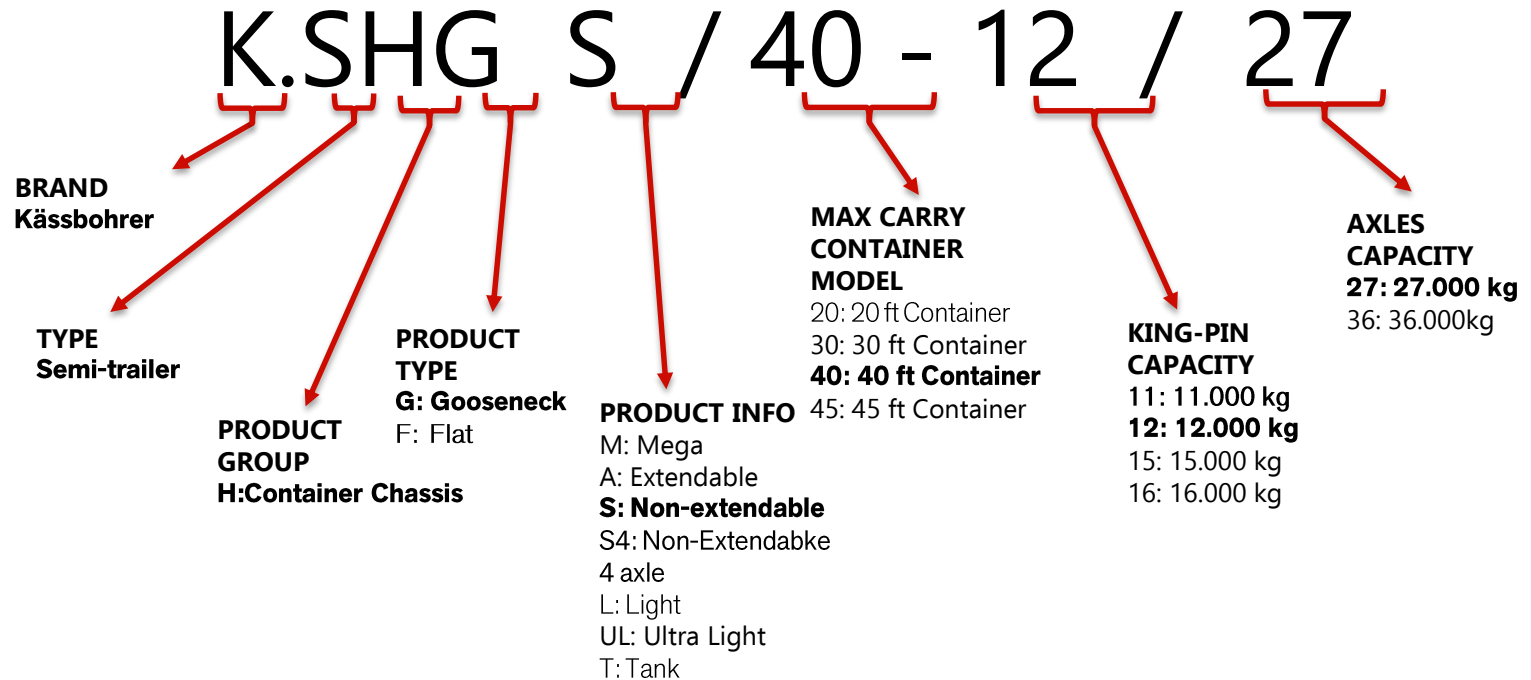 K.SHG S / 40 - 12 / 27
BRAND
Kässbohrer
TYPE
Semi-trailer
PRODUCT
GROUP
H:Container Chassis
PRODUCT
TYPE
G: Gooseneck
F: Flat
PRODUCT INFO
M: Mega
A: Extendable
S: Non-extendable
S4: Non-Extendabke
4 axle
L: Light
UL: Ultra Light
T: Tank
MAX CARRY
CONTAINER
MODEL
20: 20 ft Container
30: 30 ft Container
40: 40 ft Container
45: 45 ft Container
KING-PIN
CAPACITY
11: 11.000 kg
12: 12.000 kg
15: 15.000 kg
16: 16.000 kg
AXLES
CAPACITY
27: 27.000 kg
36: 36.000kg